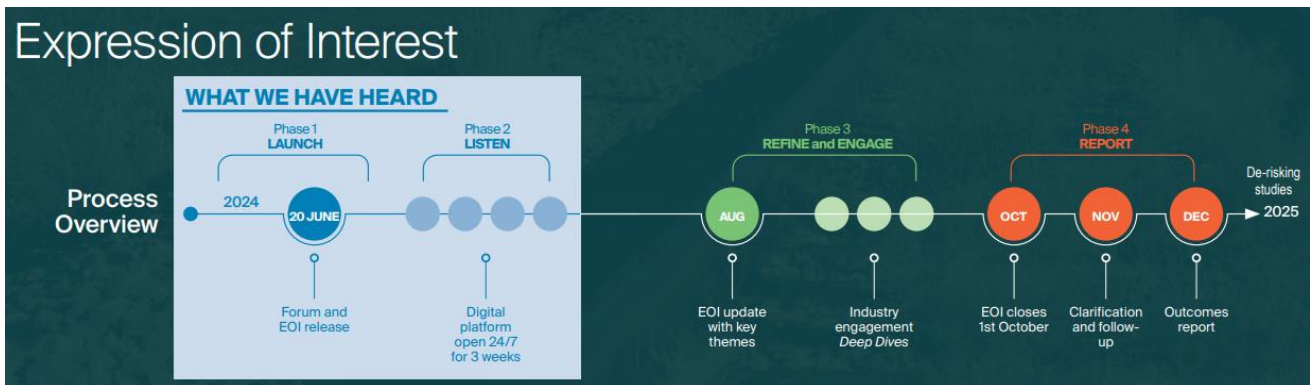 Expression of Interest
WHAT WE HAVE HEARD
Phase 1
LAUNCH
Phase 2
LISTEN
Phase 3
REFINE and ENGAGE
Phase 4
REPORT
Process
Overview
2024
20 JUNE
AUG
OCT
NOV
DEC
De-risking
studies
2025
Forum and
EOI release
Digital
platform
open 24/7
for 3 weeks
EOI update
with key
themes
Industry
engagement
Deep Dives
EOI closes
1st October
Clarification
and follow-
up
Outcomes
report